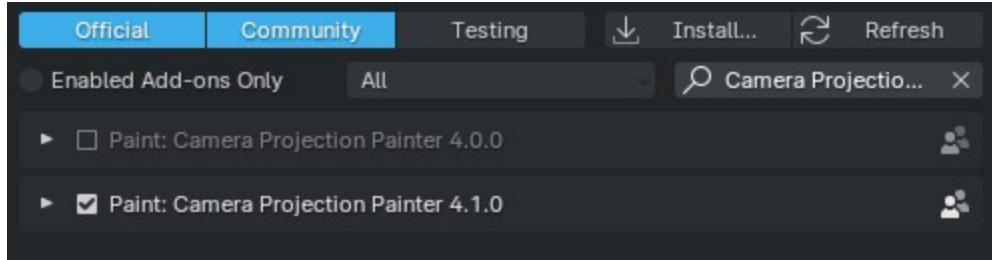 Official Community Testing Install... Refresh
Enabled Add-ons Only All Camera Projectio...
Paint: Camera Projection Painter 4.0.0
Paint: Camera Projection Painter 4.1.0